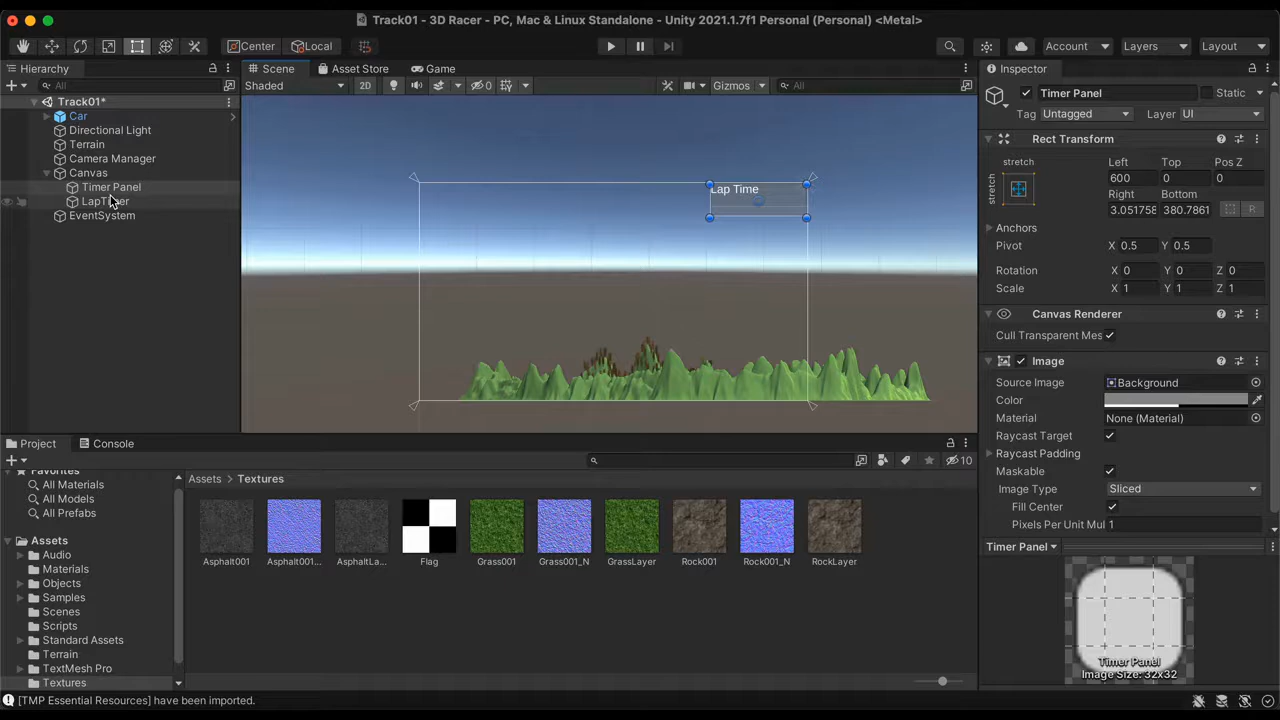 Track01 - 3D Racer - PC, Mac & Linux Standalone - Unity 2021.1.7f1 Personal (Personal) <Metal>
Center Local Account Layers Layout
Hierarchy Scene Asset Store Game Inspector
All Shaded 2D 0 Gizmos All
Timer Panel Static
Tag Untagged Layer UI
Track01*
Car
Directional Light
Terrain
Camera Manager
Canvas
Timer Panel
EventSystem
Lap Time
Rect Transform
stretch Left Top Pos Z
stretch 600 0 0
Right Bottom
3.051758 380.7861 R
Anchors
Pivot X 0.5 Y 0.5
Rotation X 0 Y 0 Z 0
Scale X 1 Y 1 Z 1
Canvas Renderer
Cull Transparent Mes
Image
Source Image Background
Color
Material None (Material)
Raycast Target
Raycast Padding
Maskable
Image Type Sliced
Fill Center
Pixels Per Unit Mul 1
Timer Panel
Timer Panel
Image Size: 32x32
Project Console
10
Favorites
All Materials
All Models
All Prefabs
Assets
Audio
Materials
Objects
Samples
Scenes
Scripts
Standard Assets
Terrain
TextMesh Pro
Textures
Assets Textures
Asphalt001 Asphalt001... AsphaltLa... Flag Grass001 Grass001_N GrassLayer Rock001 Rock001_N RockLayer
[TMP Essential Resources] have been imported.